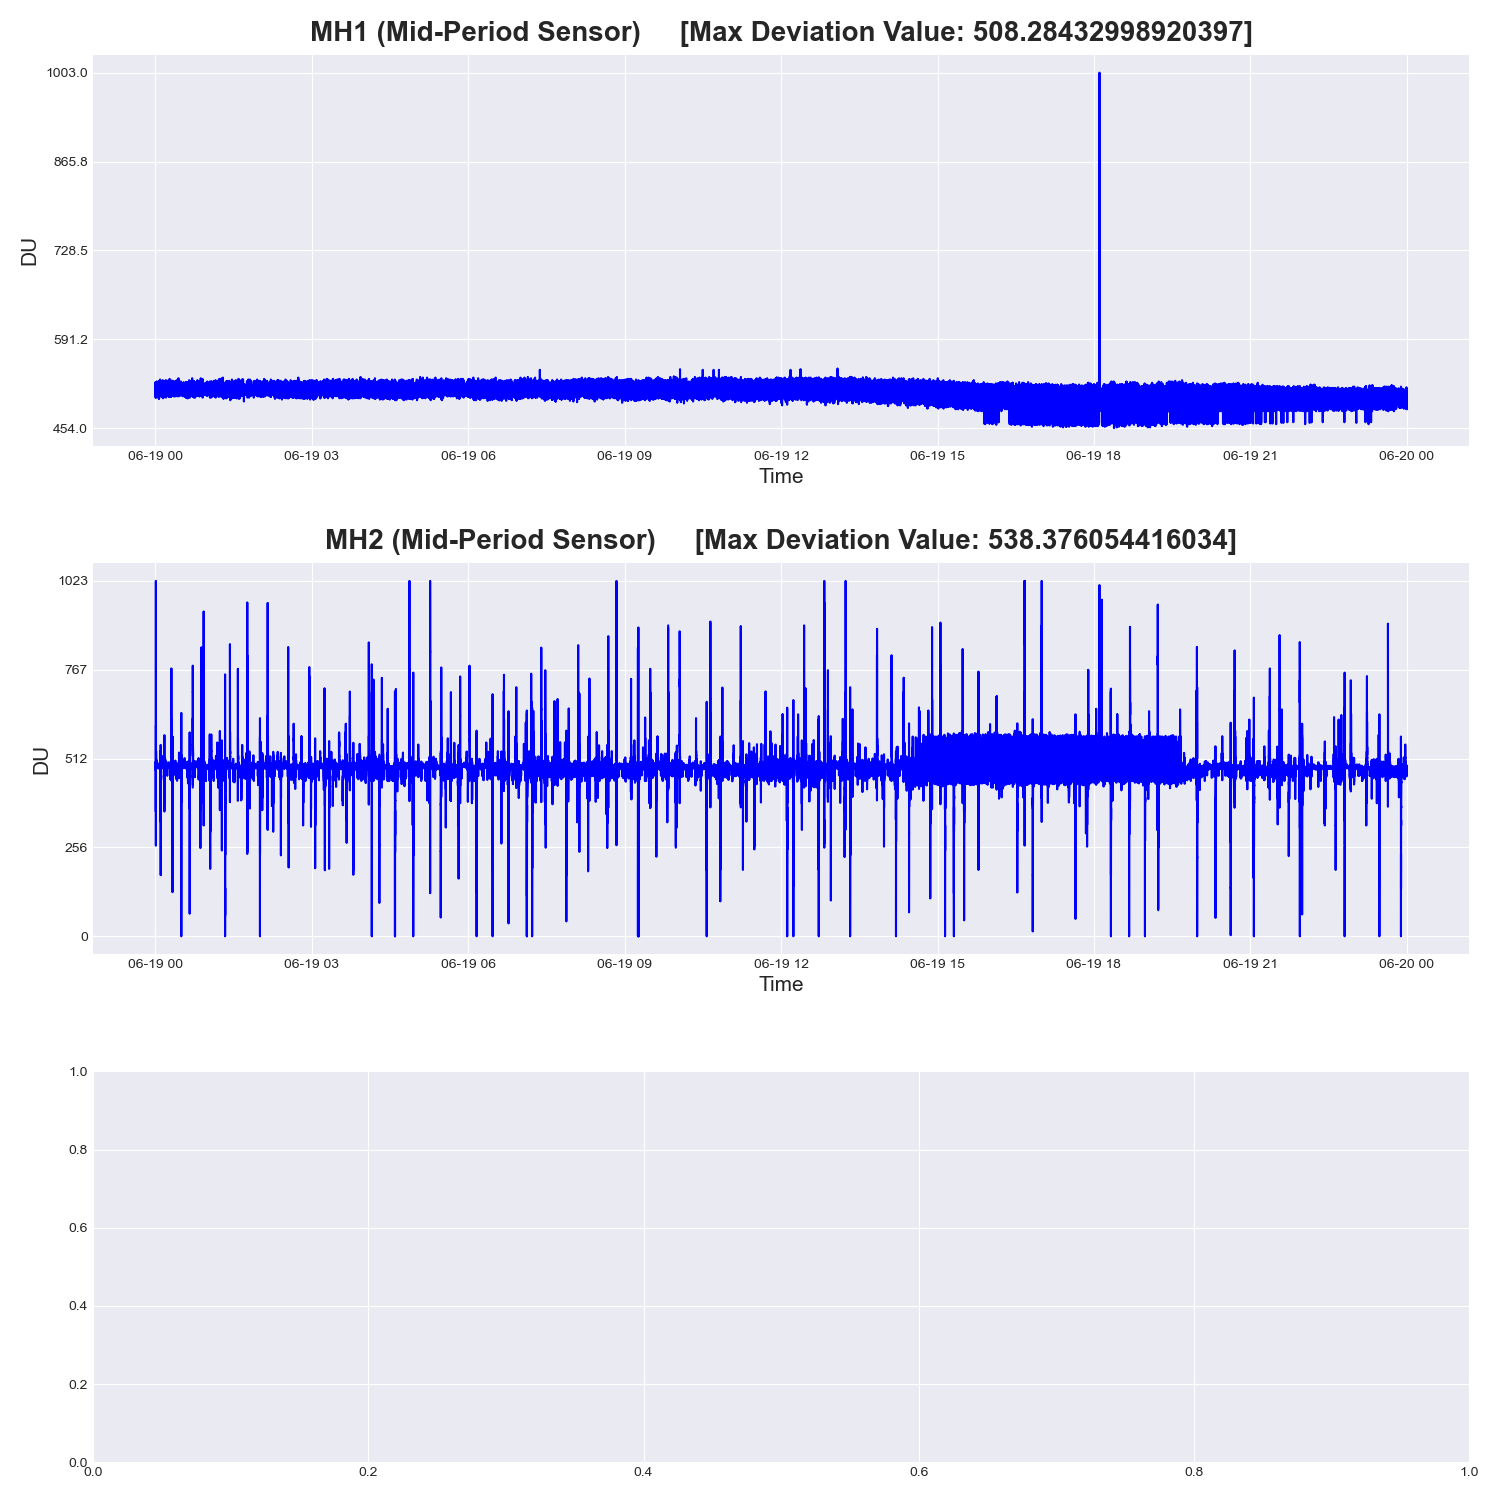 MH1 (Mid-Period Sensor) [Max Deviation Value: 508.28432998920397]
1003.0
865.8
728.5
591.2
454.0
DU
06-19 00 06-19 03 06-19 06 06-19 09 06-19 12 06-19 15 06-19 18 06-19 21 06-20 00
Time
MH2 (Mid-Period Sensor) [Max Deviation Value: 538.376054416034]
1023
767
512
256
0
DU
06-19 00 06-19 03 06-19 06 06-19 09 06-19 12 06-19 15 06-19 18 06-19 21 06-20 00
Time
1.0
0.8
0.6
0.4
0.2
0.0
0.0 0.2 0.4 0.6 0.8 1.0